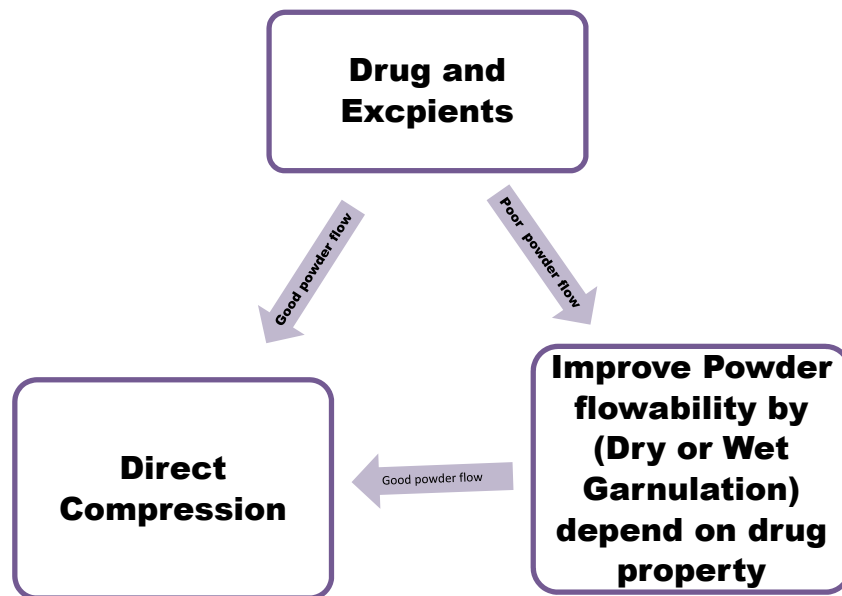 Drug and
Excpients
Good powder flow
Poor powder flow
Direct
Compression
Good powder flow
Improve Powder
flowability by
(Dry or Wet
Garnulation)
depend on drug
property